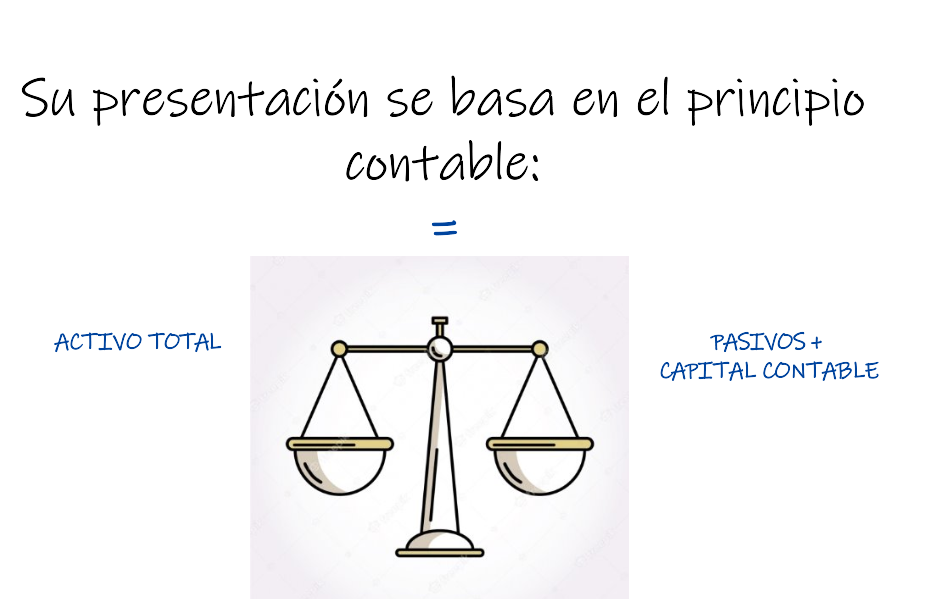 Su presentación se basa en el principio
contable:
=
ACTIVO TOTAL
PASIVOS +
CAPITAL CONTABLE